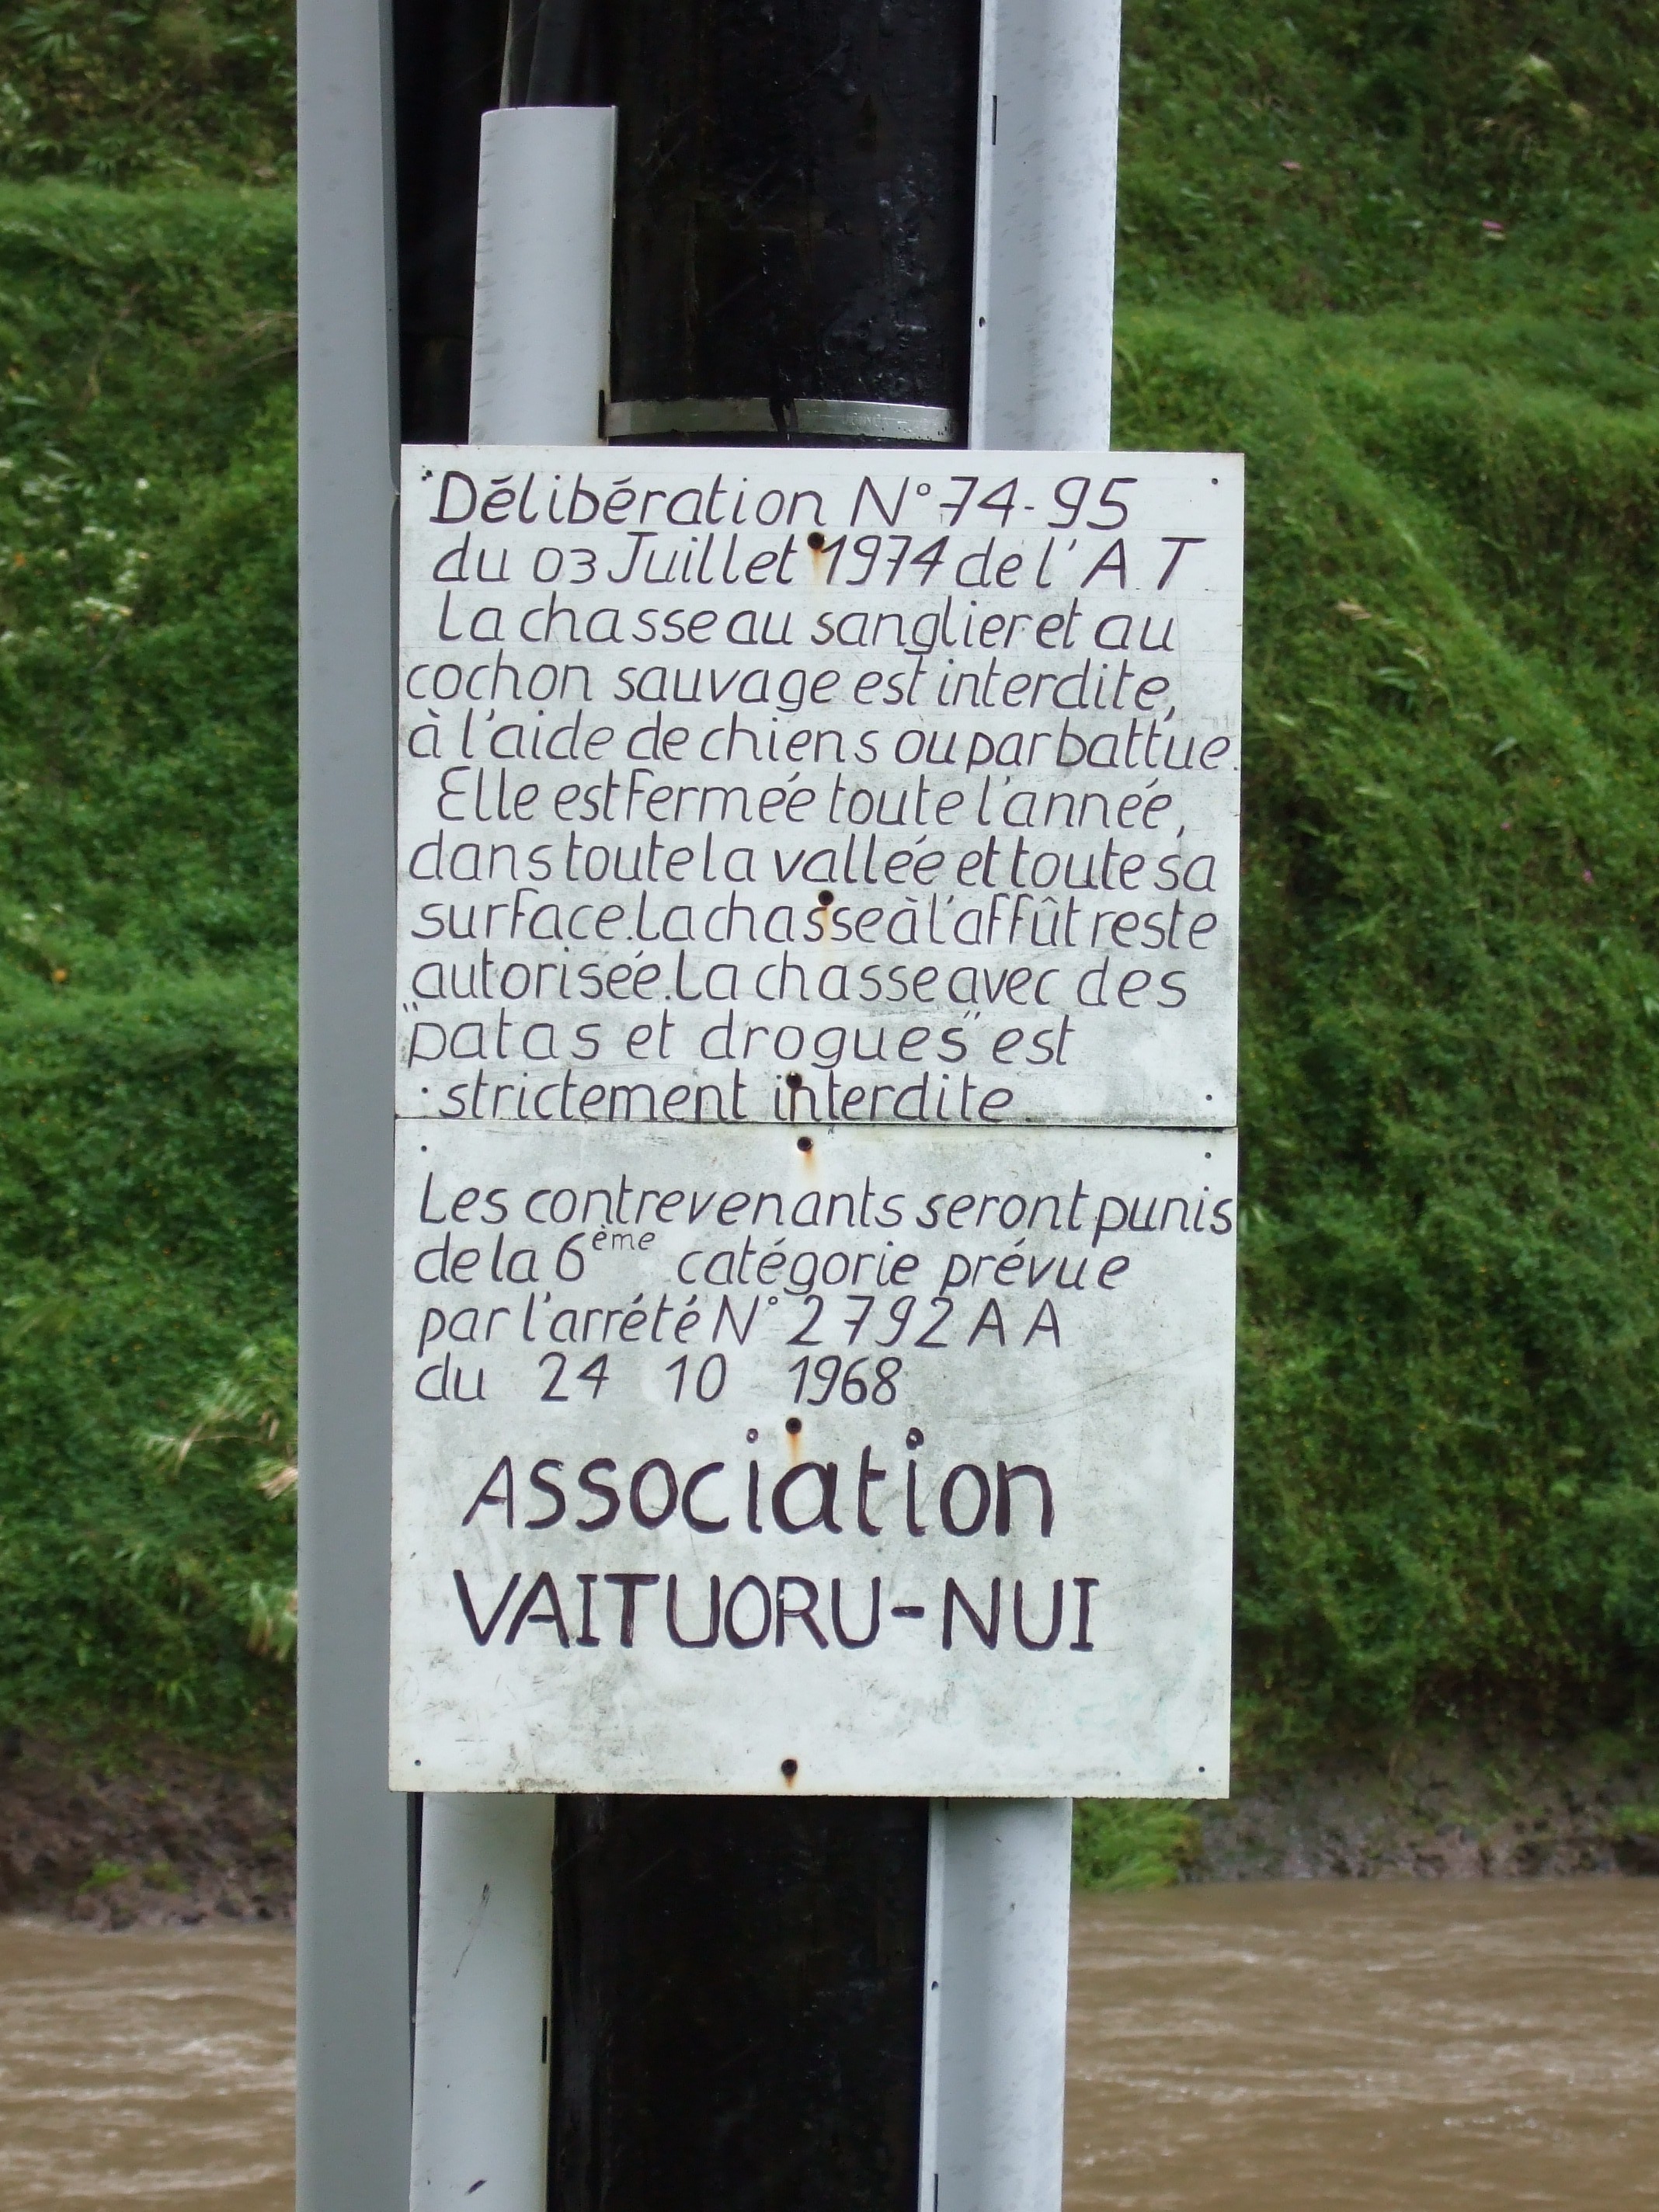 Délibération N° 74-95
du 03 Juillet 1974 de l'A.T
La chasse au sanglier et au
cochon sauvage est interdite,
à l'aide de chiens ou par battue.
Elle est fermée toute l'année,
dans toute la vallée et toute sa
surface. La chasse à l'affût reste
autorisée. La chasse avec des
"patas et drogues" est
strictement interdite.
Les contrevenants seront punis
de la 6ème catégorie prévue
par l'arrété N° 2792 A A
du 24 10 1968
Association
VAITUORU-NUI